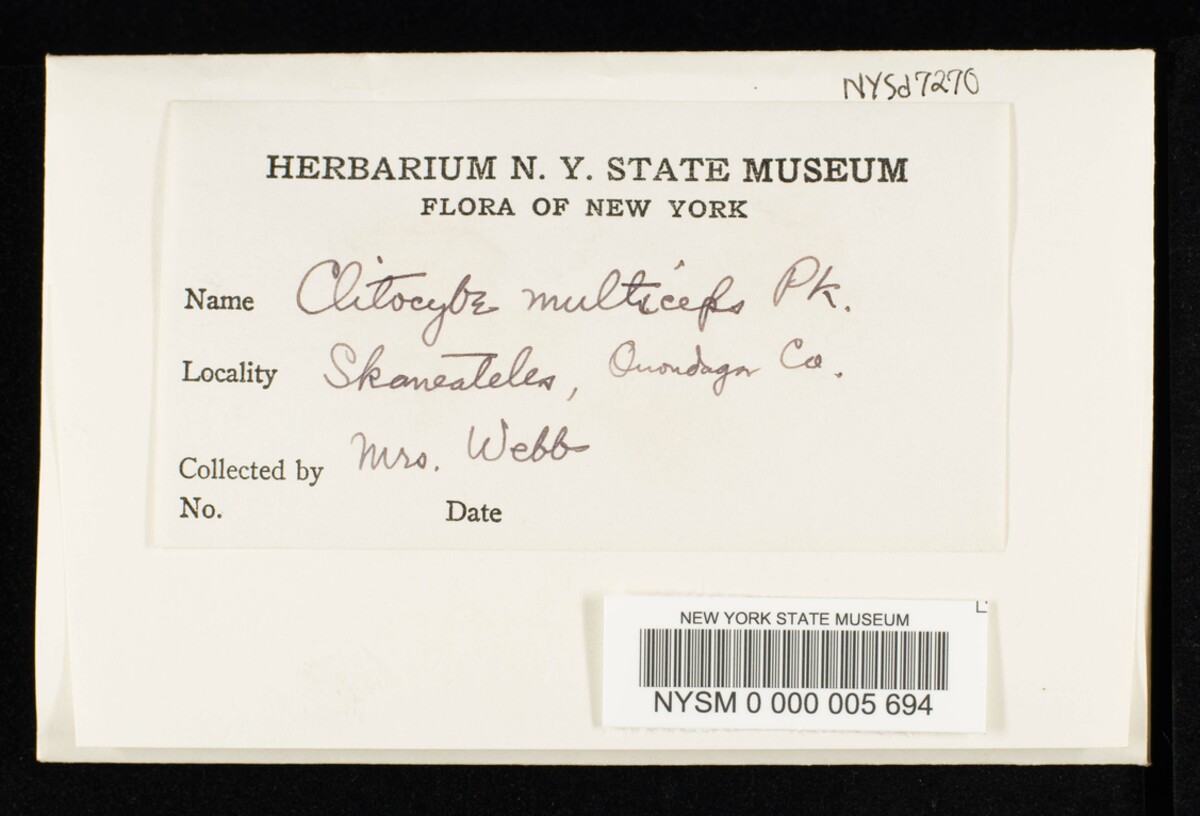 NYSd7270
HERBARIUM N. Y. STATE MUSEUM
FLORA OF NEW YORK
Name Clitocybe multiceps Pk.
Locality Skaneateles, Onondaga Co.
Collected by Mrs. Webb
No. Date
NEW YORK STATE MUSEUM
NYSM 0 000 005 694